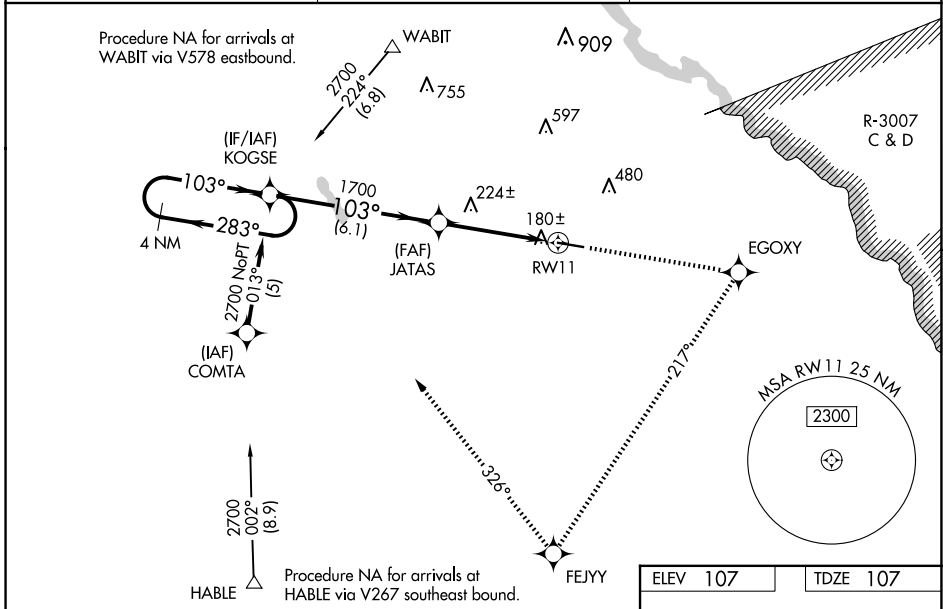 Procedure NA for arrivals at
WABIT via V578 eastbound.
WABIT
2700
224°
(6.8)
909
755
597
480
R-3007
C & D
(IF/IAF)
KOGSE
103°
1700
103°
(6.1)
224±
180±
283°
4 NM
(FAF)
JATAS
RW11
EGOXY
2700 NoPT
013°
(5)
(IAF)
COMTA
217°
326°
MSA RW11 25 NM
2300
2700
002°
(8.9)
HABLE
Procedure NA for arrivals at
HABLE via V267 southeast bound.
FEJYY
ELEV 107
TDZE 107